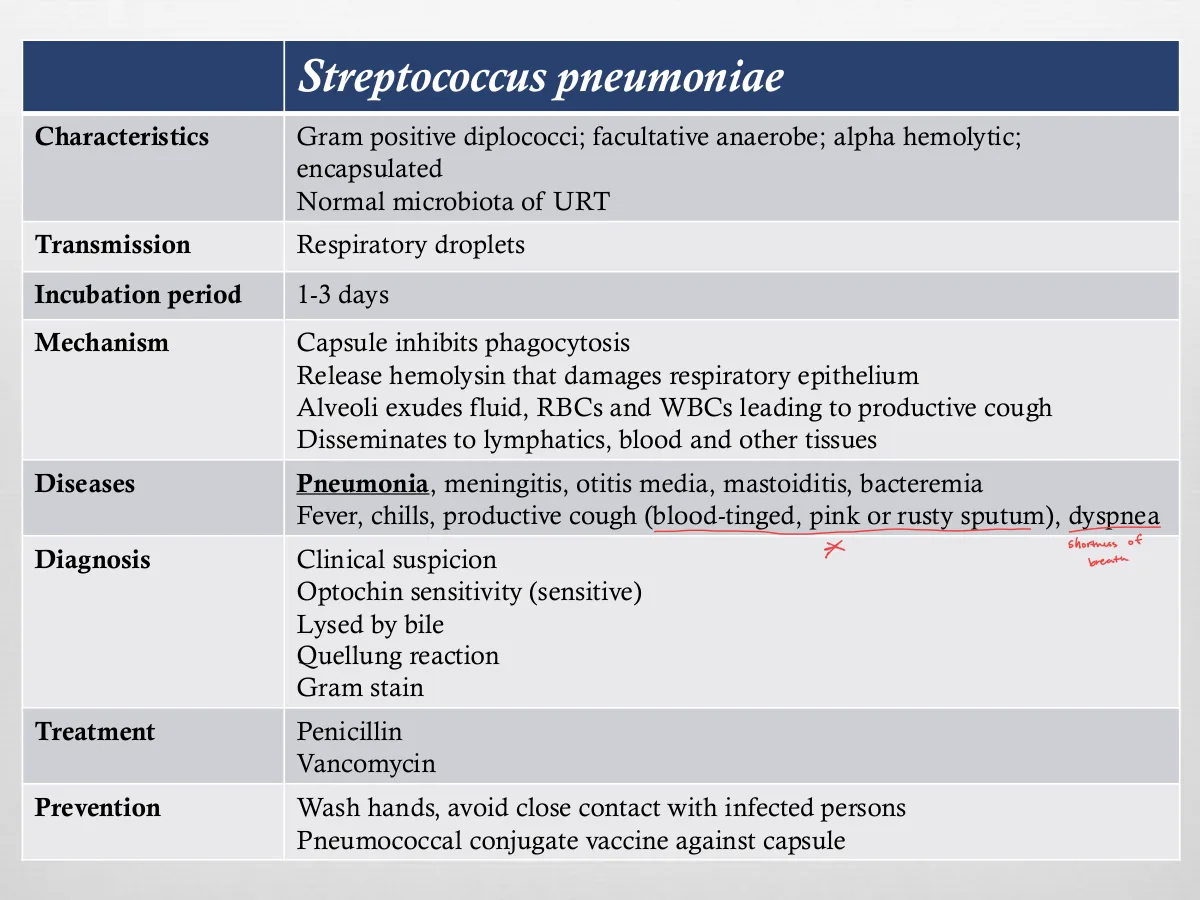 Streptococcus pneumoniae
Characteristics
Gram positive diplococci; facultative anaerobe; alpha hemolytic;
encapsulated
Normal microbiota of URT
Transmission
Respiratory droplets
Incubation period
1-3 days
Mechanism
Capsule inhibits phagocytosis
Release hemolysin that damages respiratory epithelium
Alveoli exudes fluid, RBCs and WBCs leading to productive cough
Disseminates to lymphatics, blood and other tissues
Diseases
Pneumonia, meningitis, otitis media, mastoiditis, bacteremia
Fever, chills, productive cough (blood-tinged, pink or rusty sputum), dyspnea
shortness of
breath
Diagnosis
Clinical suspicion
Optochin sensitivity (sensitive)
Lysed by bile
Quellung reaction
Gram stain
Treatment
Penicillin
Vancomycin
Prevention
Wash hands, avoid close contact with infected persons
Pneumococcal conjugate vaccine against capsule